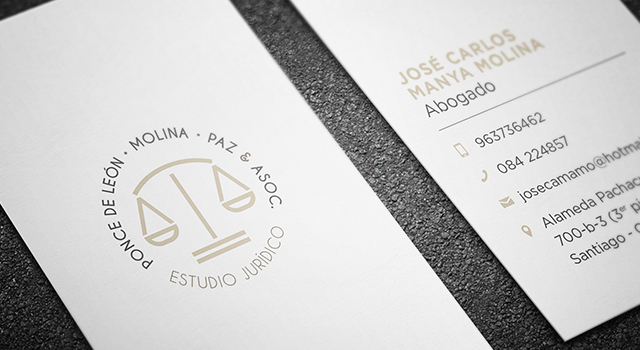 PONCE DE LEÓN · MOLINA · PAZ & ASOC.
ESTUDIO JURÍDICO
JOSÉ CARLOS
MANYA MOLINA
Abogado
963736462
084 224857
josecamamo@hotma
Alameda Pachac
700-b-3 (3er pi
Santiago - C